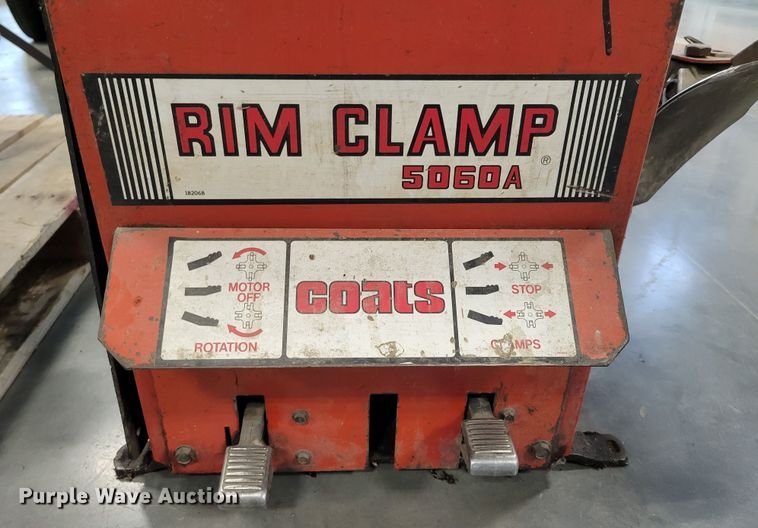 RIM CLAMP
5060A ®
182068
MOTOR
OFF
ROTATION
coats
STOP
CLAMPS
Purple Wave Auction